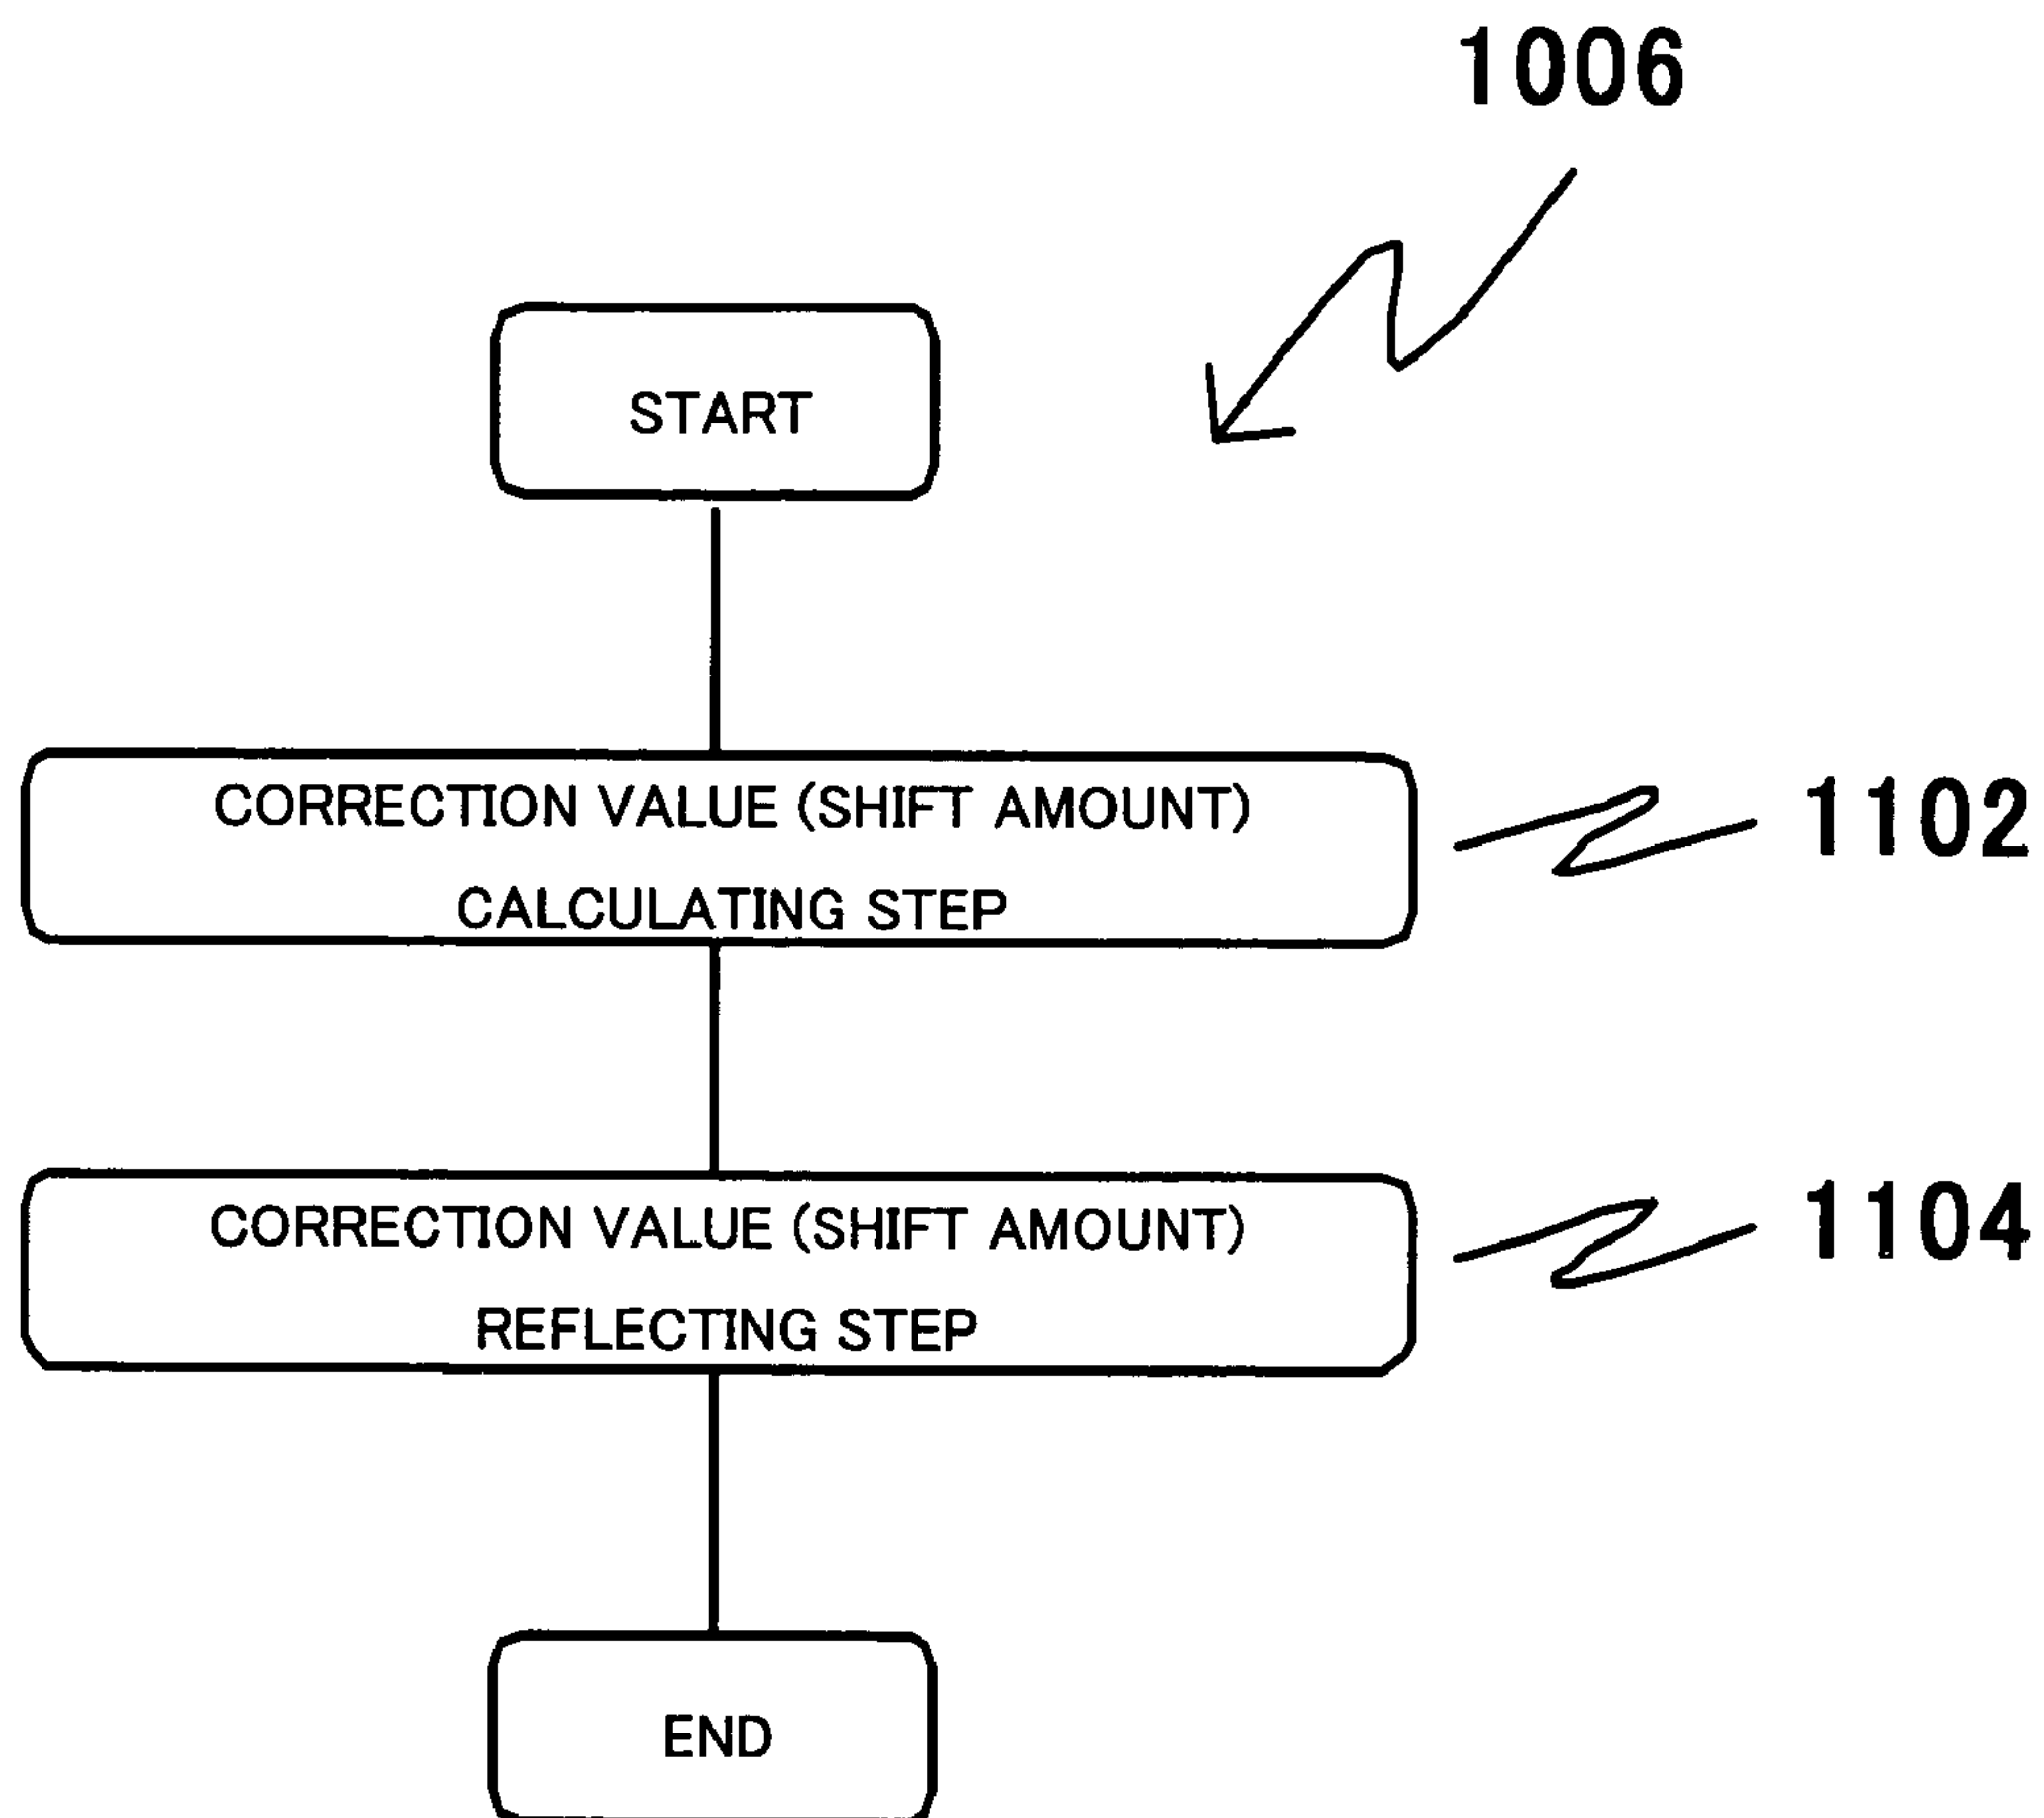 1006
START
CORRECTION VALUE (SHIFT AMOUNT)
CALCULATING STEP
1102
CORRECTION VALUE (SHIFT AMOUNT)
REFLECTING STEP
1104
END